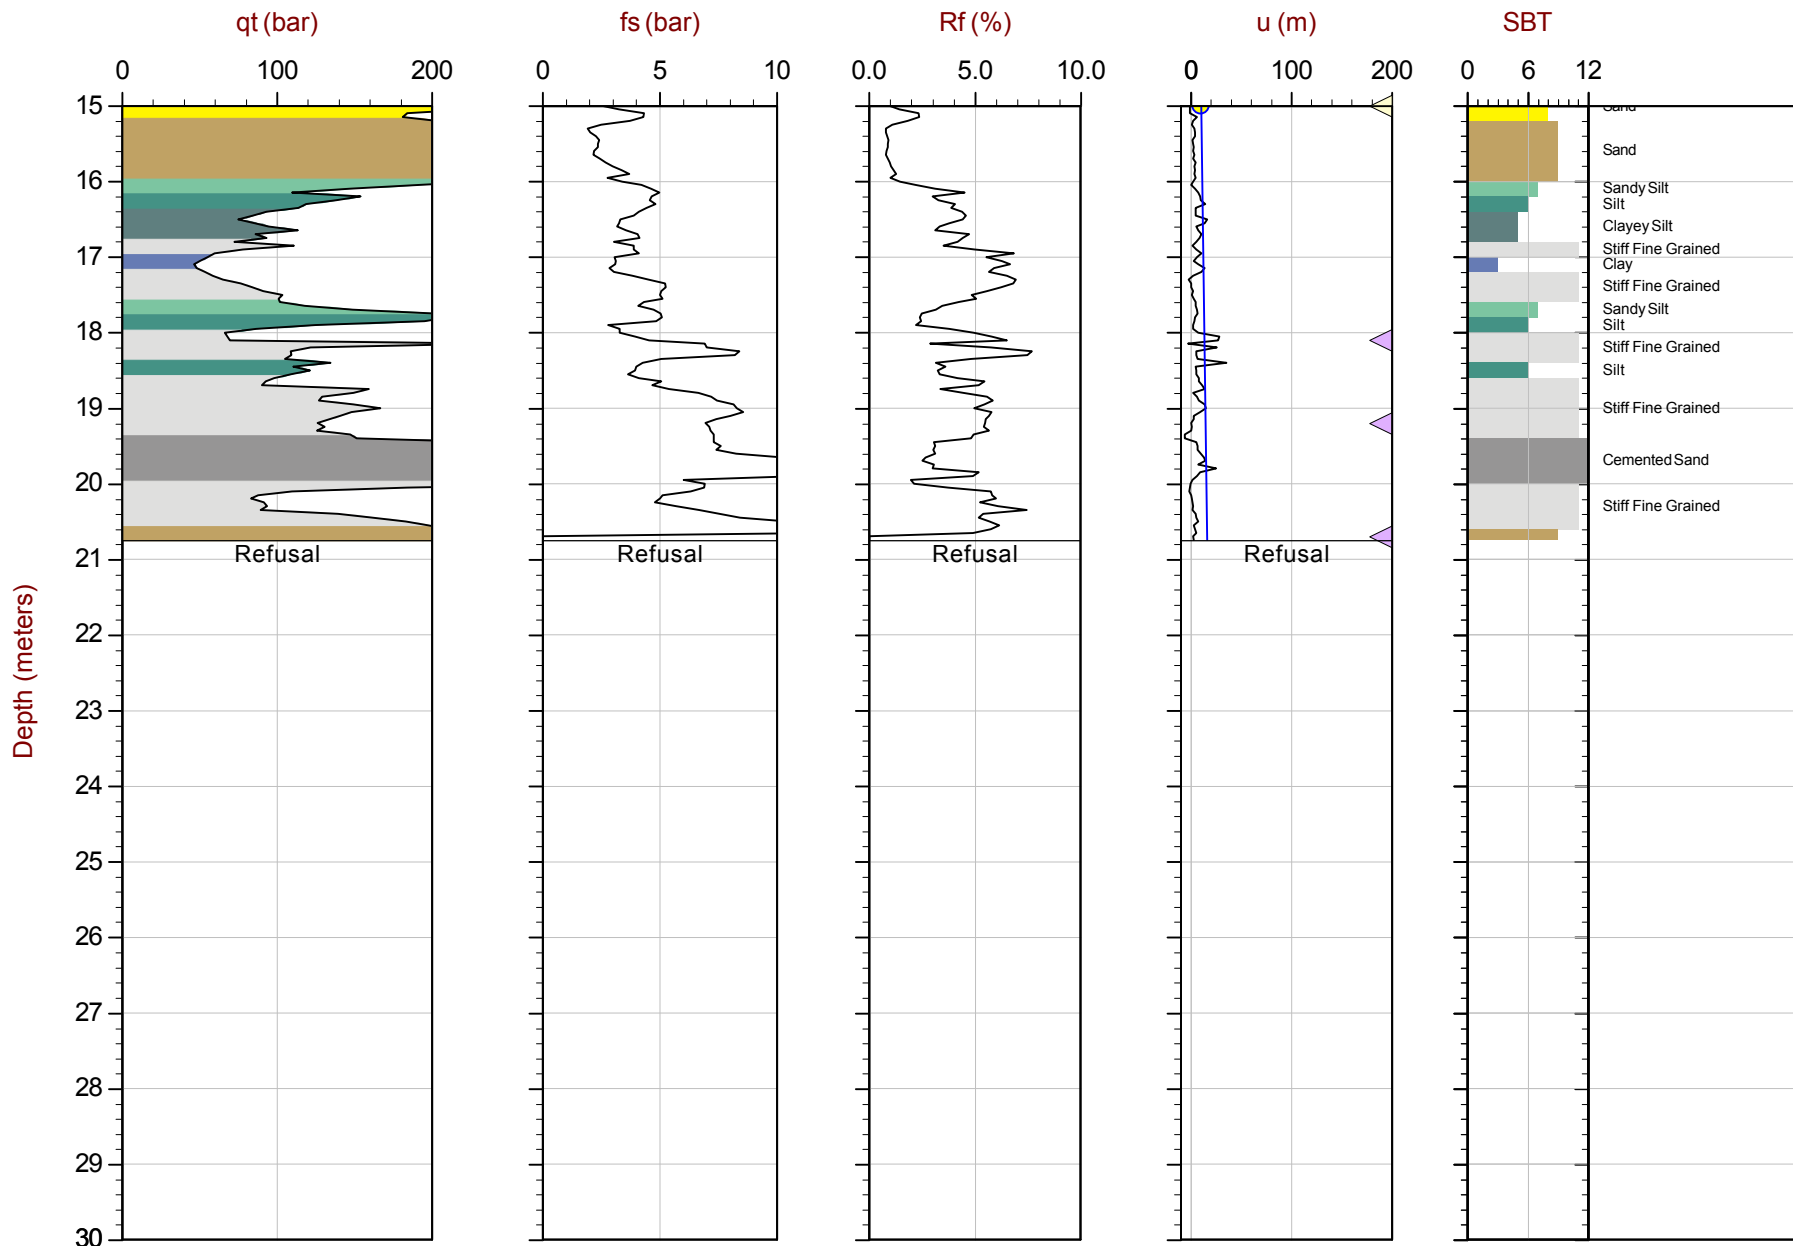 qt (bar) fs (bar) Rf (%) u (m) SBT
0 100 200 0 5 10 0.0 5.0 10.0 0 100 200 0 6 12
15
Sand
Sand
16
Sandy Silt
Silt
Clayey Silt
Stiff Fine Grained
17
Clay
Stiff Fine Grained
Sandy Silt
Silt
18
Stiff Fine Grained
Silt
19
Stiff Fine Grained
Cemented Sand
20
Stiff Fine Grained
Refusal Refusal Refusal Refusal
21
22
Depth (meters)
23
24
25
26
27
28
29
30